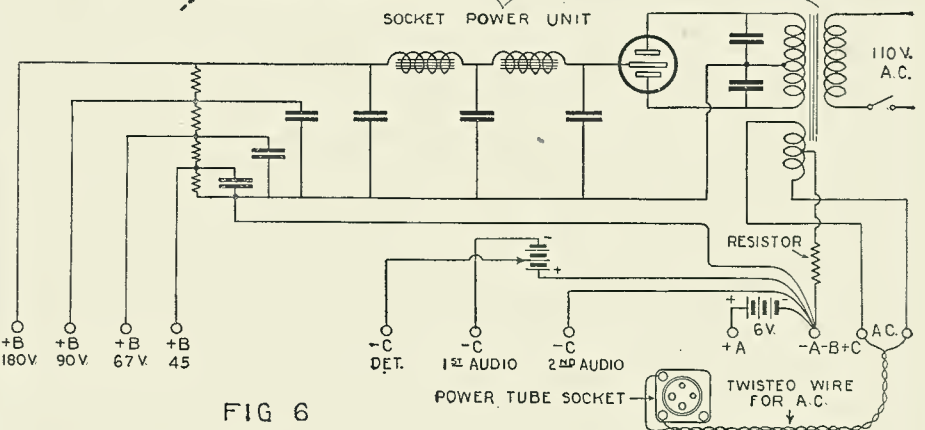 SOCKET POWER UNIT
110 V.
A.C.
RESISTOR
+B
180 V.
+B
90 V.
+B
67 V.
+B
45
-C
DET.
-
+
-C
1ST AUDIO
-C
2ND AUDIO
+
-
6 V.
+A
-A-B+C
A.C.
POWER TUBE SOCKET
TWISTED WIRE
FOR A.C.
FIG 6